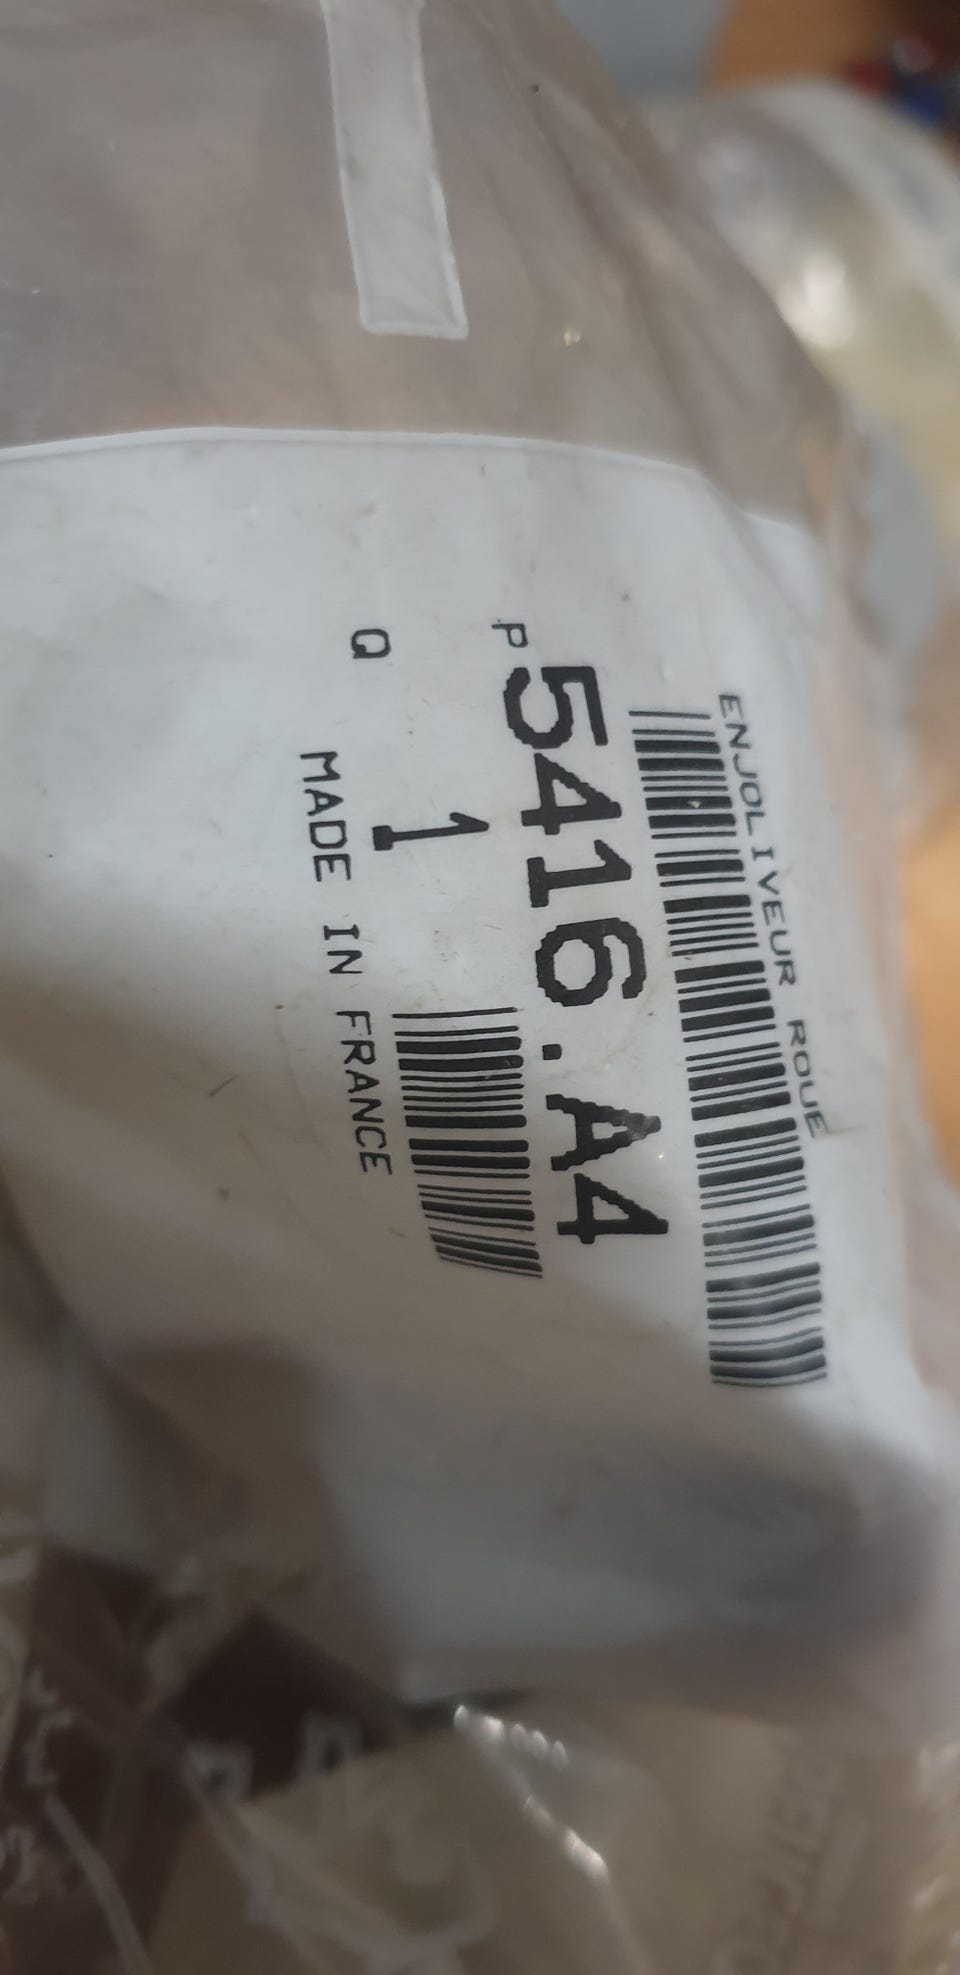 ENJOLIVEUR ROUE
P 5416.A4
Q 1
MADE IN FRANCE